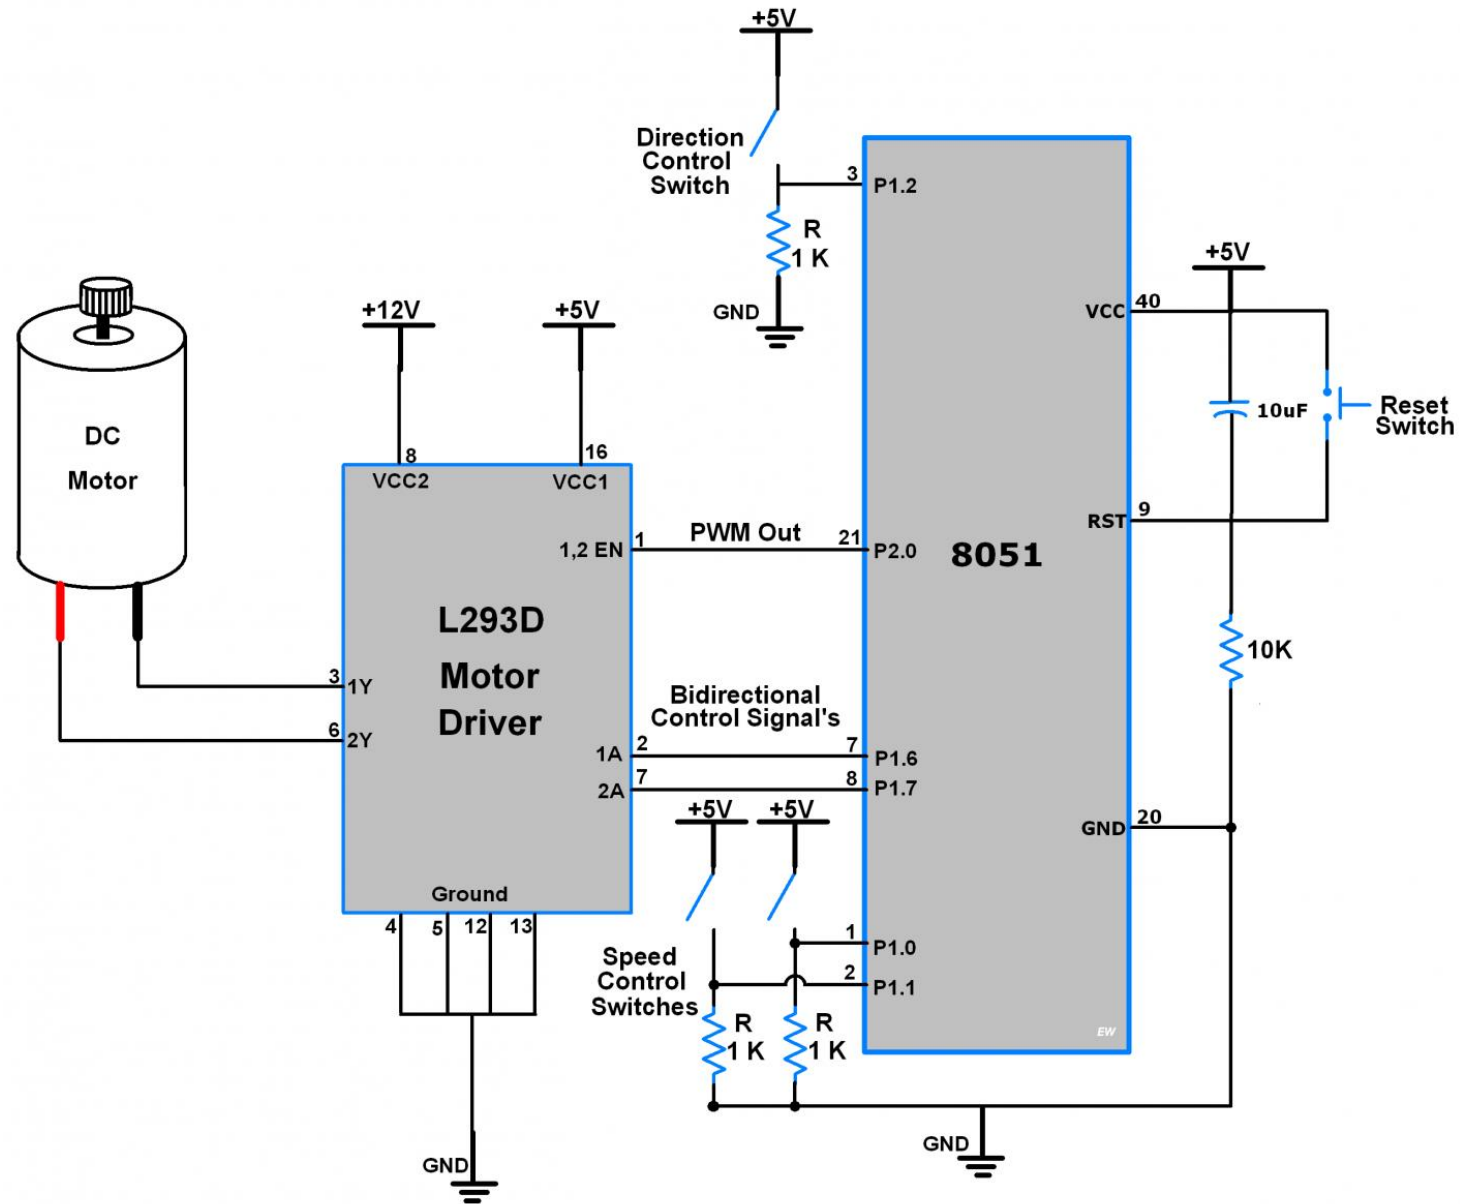 +5V
Direction
Control
Switch
3
P1.2
R
1 K
GND
+5V
VCC
40
10uF
Reset
Switch
RST
9
8051
10K
GND
20
+12V
+5V
8
VCC2
16
VCC1
DC
Motor
1,2 EN
1
PWM Out
21
P2.0
L293D
Motor
Driver
3
1Y
6
2Y
Bidirectional
Control Signal's
1A
2
7
P1.6
2A
7
8
P1.7
+5V
+5V
Ground
4
5
12
13
1
P1.0
2
P1.1
Speed
Control
Switches
R
1 K
R
1 K
EW
GND
GND